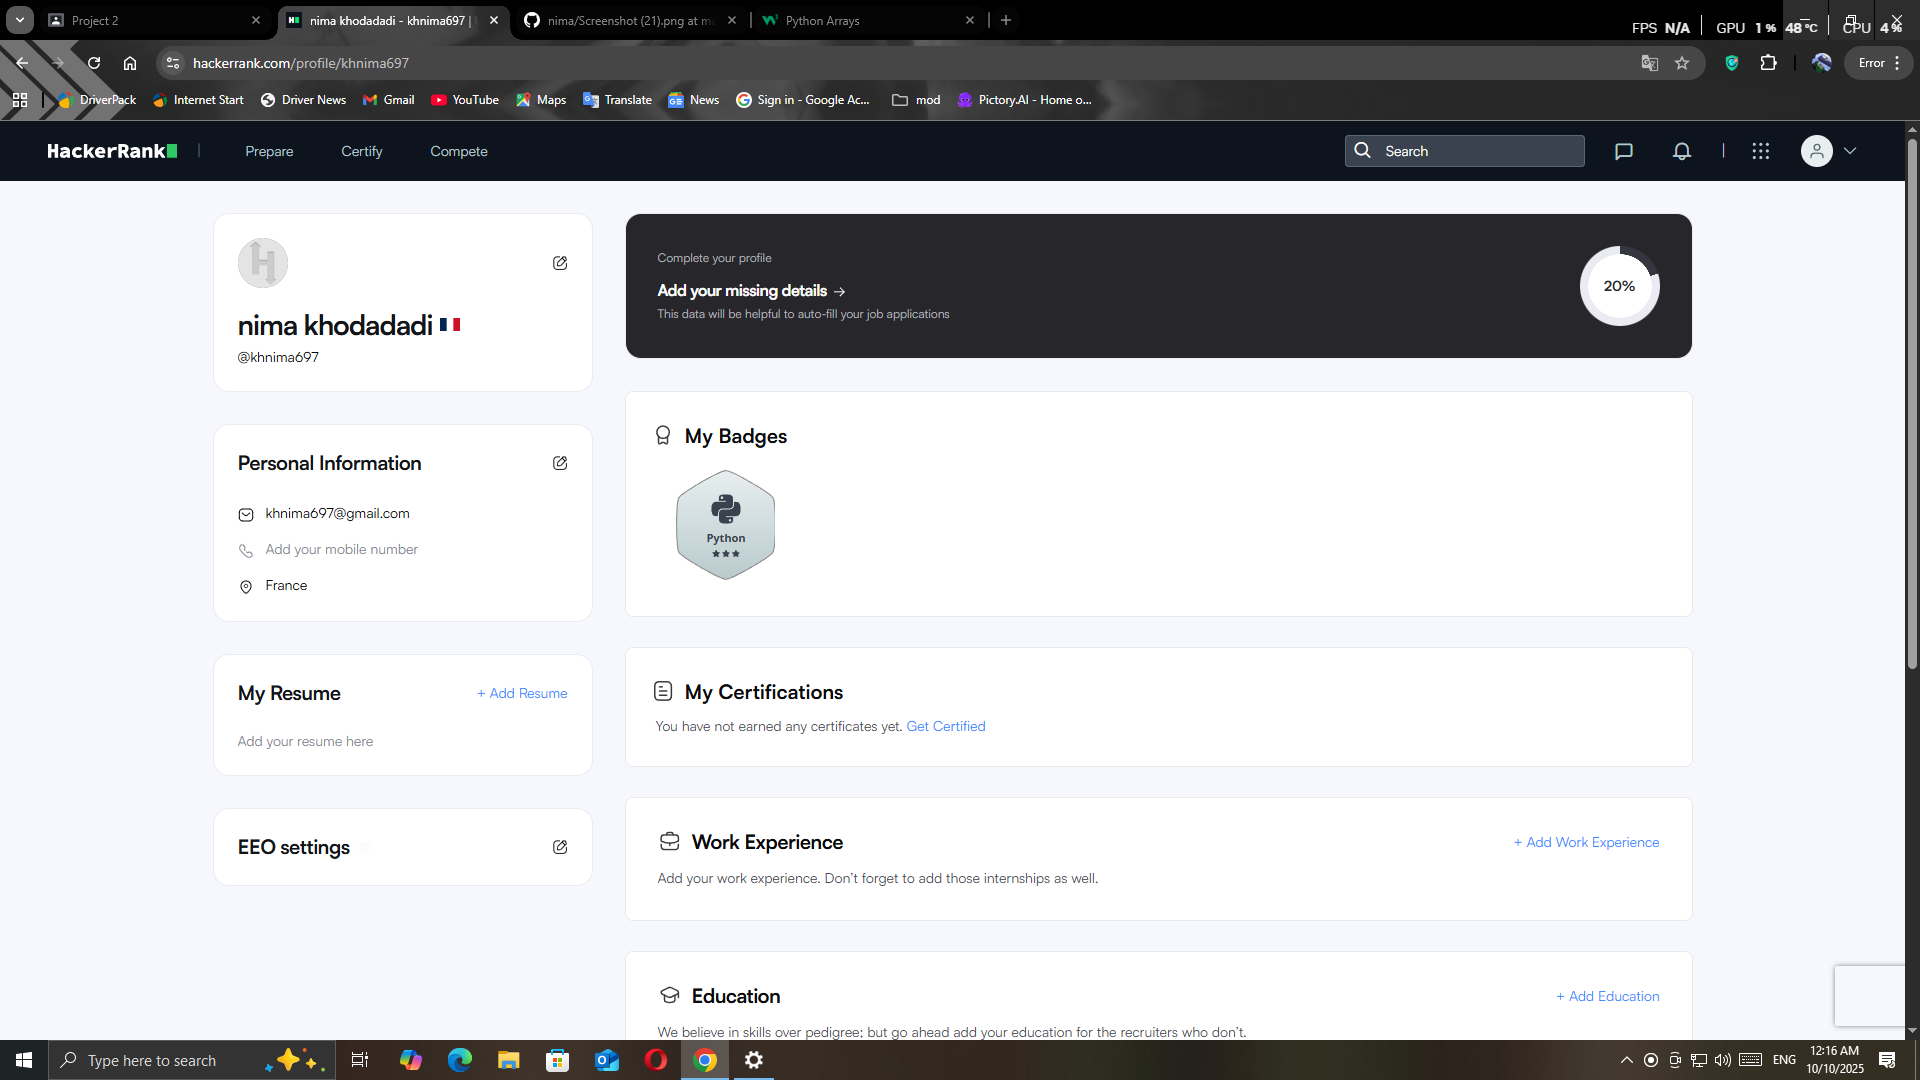 Project 2
nima khodadadi - khnima697 |
nima/Screenshot (21).png at ma
Python Arrays
FPS N/A
GPU 1 % 48 °C
CPU 4 %
hackerrank.com/profile/khnima697
Error
DriverPack
Internet Start
Driver News
Gmail
YouTube
Maps
Translate
News
Sign in - Google Ac...
mod
Pictory.AI - Home o...
HackerRank
Prepare
Certify
Compete
Search
nima khodadadi
@khnima697
Personal Information
khnima697@gmail.com
Add your mobile number
France
My Resume
+ Add Resume
Add your resume here
EEO settings
Complete your profile
Add your missing details →
This data will be helpful to auto-fill your job applications
20%
My Badges
Python
My Certifications
You have not earned any certificates yet. Get Certified
Work Experience
+ Add Work Experience
Add your work experience. Don't forget to add those internships as well.
Education
+ Add Education
We believe in skills over pedigree; but go ahead add your education for the recruiters who don't.
Type here to search
ENG
12:16 AM
10/10/2025